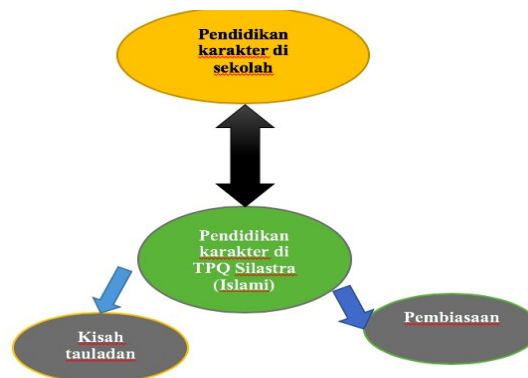 Pendidikan
karakter di
sekolah
Pendidikan
karakter di
TPQ Silastra
(Islami)
Kisah
tauladan
Pembiasaan